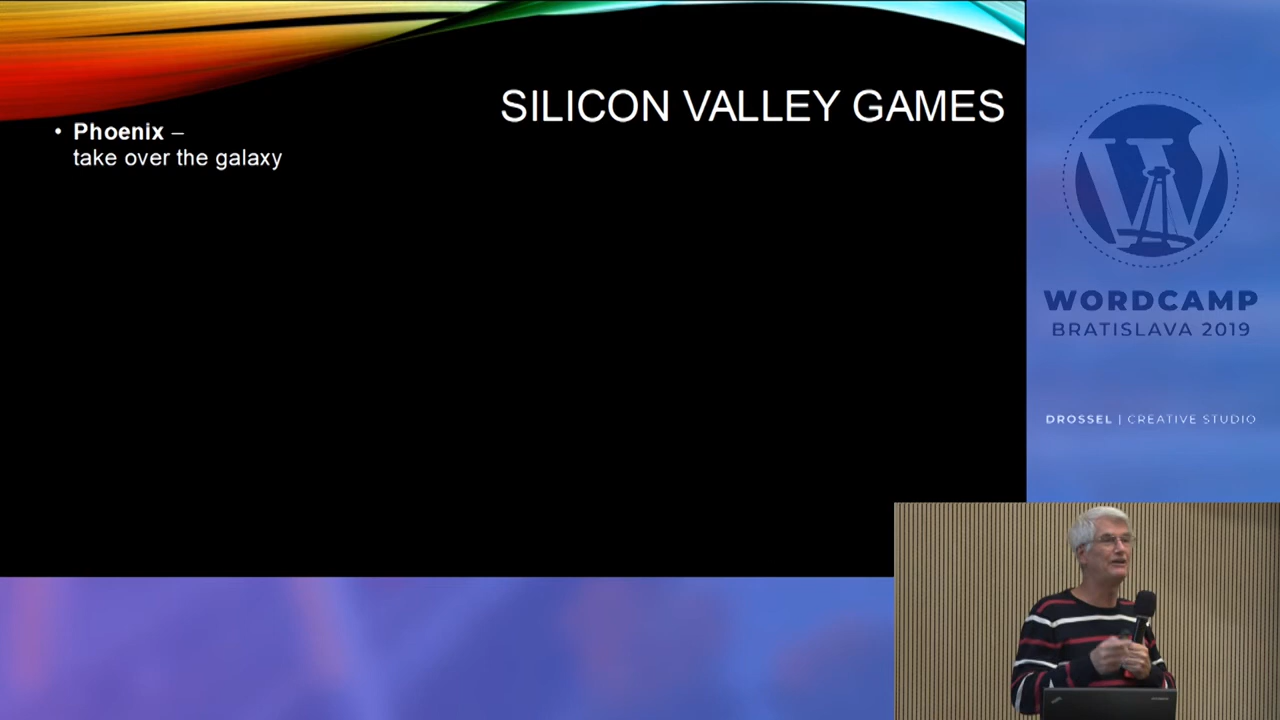 SILICON VALLEY GAMES
• Phoenix –
take over the galaxy
WORDCAMP
BRATISLAVA 2019
DROSSEL | CREATIVE STUDIO